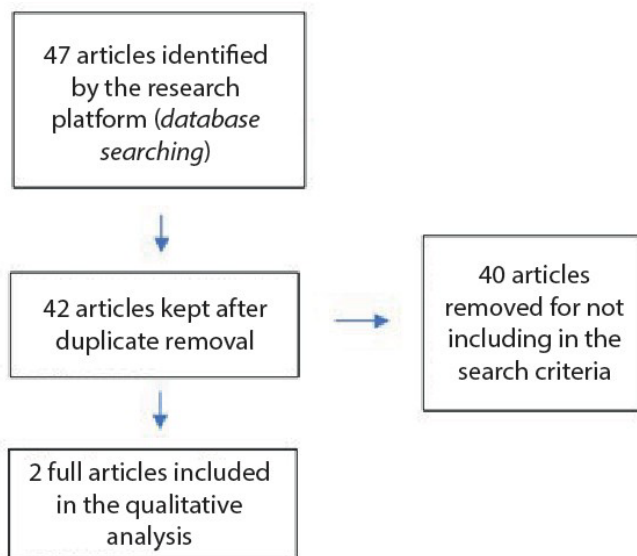 47 articles identified
by the research
platform (database
searching)
42 articles kept after
duplicate removal
40 articles
removed for not
including in the
search criteria
2 full articles included
in the qualitative
analysis